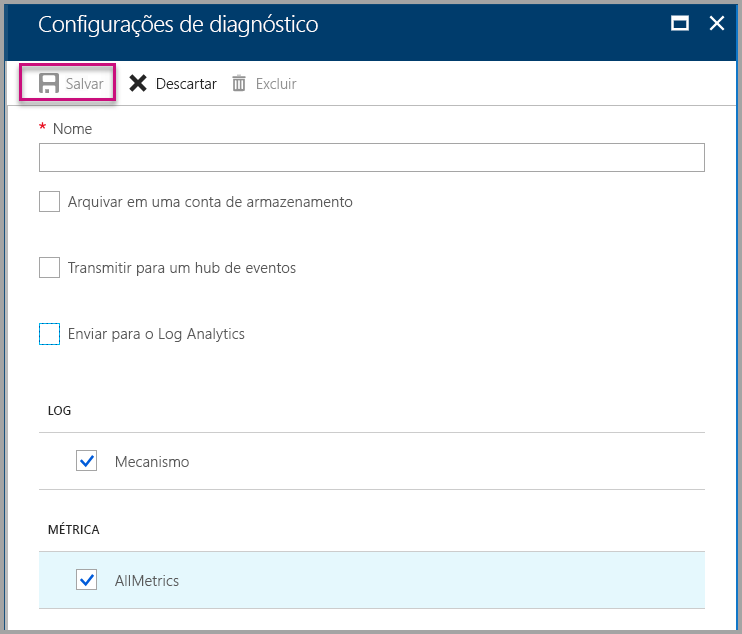 Configurações de diagnóstico
Salvar Descartar Excluir
* Nome
Arquivar em uma conta de armazenamento
Transmitir para um hub de eventos
Enviar para o Log Analytics
LOG
Mecanismo
MÉTRICA
AllMetrics